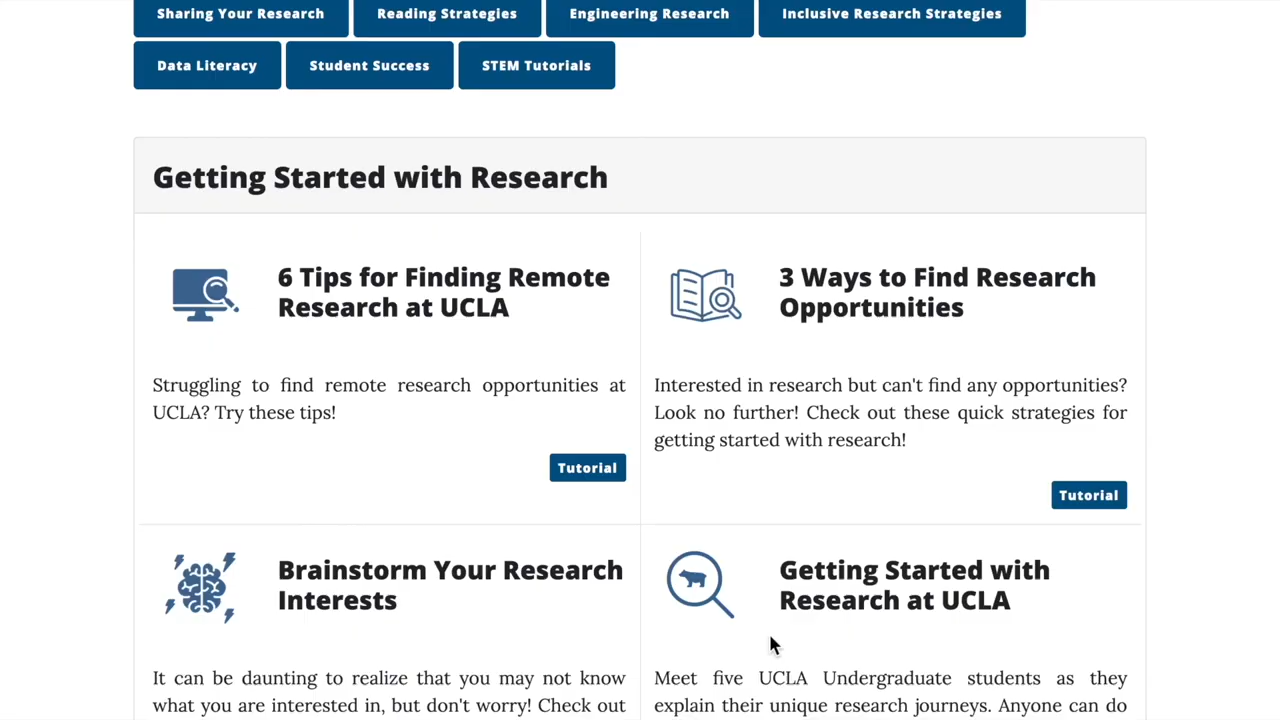 Sharing Your Research
Reading Strategies
Engineering Research
Inclusive Research Strategies
Data Literacy
Student Success
STEM Tutorials
Getting Started with Research
6 Tips for Finding Remote
Research at UCLA
Struggling to find remote research opportunities at
UCLA? Try these tips!
Tutorial
3 Ways to Find Research
Opportunities
Interested in research but can't find any opportunities?
Look no further! Check out these quick strategies for
getting started with research!
Tutorial
Brainstorm Your Research
Interests
It can be daunting to realize that you may not know
what you are interested in, but don't worry! Check out
Getting Started with
Research at UCLA
Meet five UCLA Undergraduate students as they
explain their unique research journeys. Anyone can do